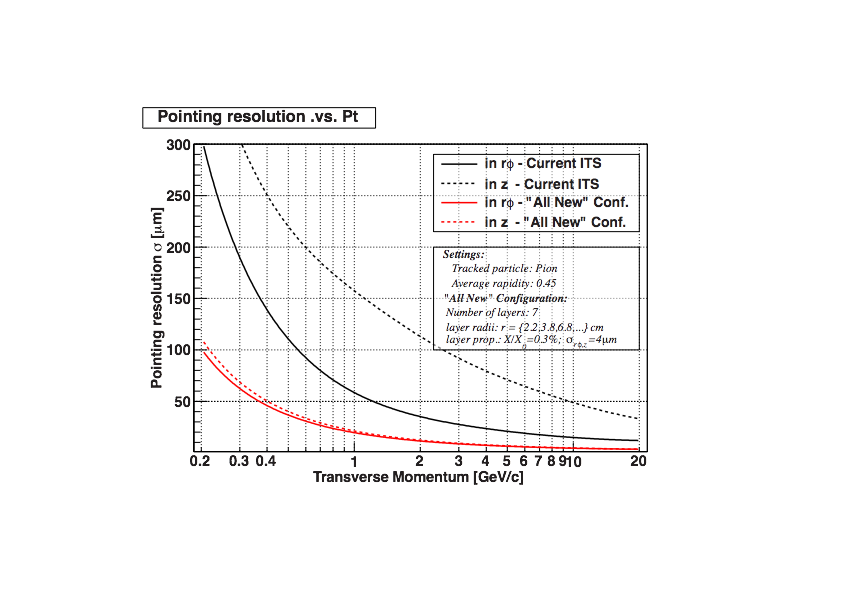 Pointing resolution .vs. Pt
Pointing resolution σ [μm]
300
250
200
150
100
50
in rϕ - Current ITS
in z - Current ITS
in rϕ - "All New" Conf.
in z - "All New" Conf.
Settings:
Tracked particle: Pion
Average rapidity: 0.45
"All New" Configuration:
Number of layers: 7
layer radii: r = {2.2,3.8,6.8,...} cm
layer prop.: X/X0=0.3%; σrϕ,z=4μm
0.2 0.3 0.4 1 2 3 4 5 6 7 8 9 10 20
Transverse Momentum [GeV/c]